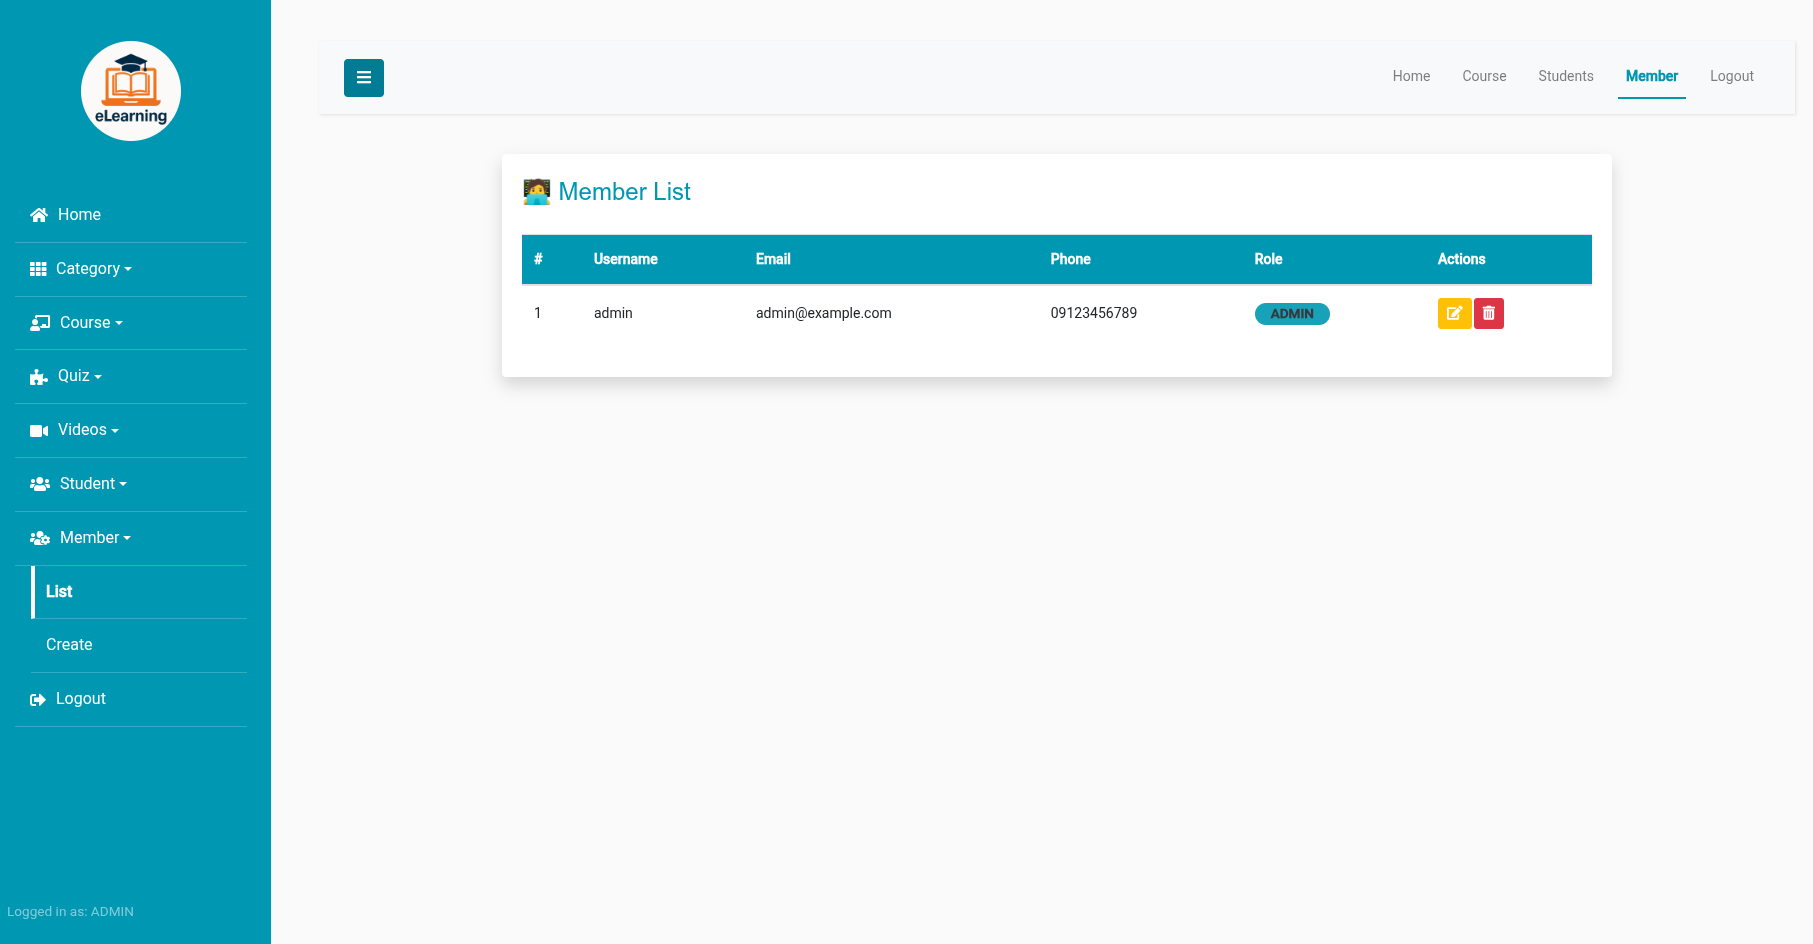 eLearning
Home
Category
Course
Quiz
Videos
Student
Member
List
Create
Logout
Logged in as: ADMIN
Home Course Students Member Logout
Member List
# Username Email Phone Role Actions
1 admin admin@example.com 09123456789 ADMIN